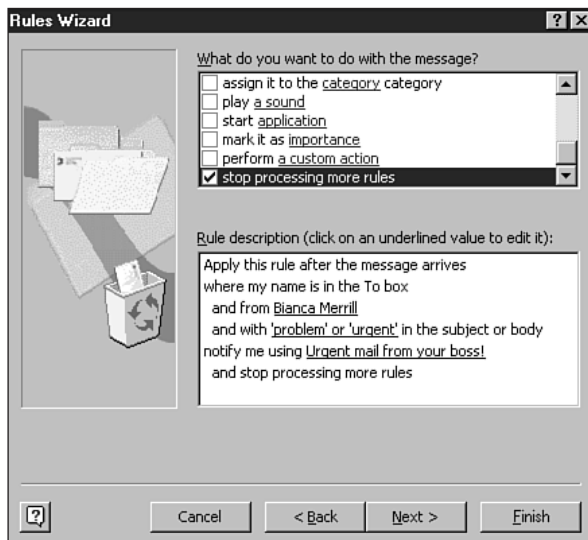 Rules Wizard
What do you want to do with the message?
assign it to the category category
play a sound
start application
mark it as importance
perform a custom action
stop processing more rules
Rule description (click on an underlined value to edit it):
Apply this rule after the message arrives
where my name is in the To box
and from Bianca Merrill
and with 'problem' or 'urgent' in the subject or body
notify me using Urgent mail from your boss!
and stop processing more rules
Cancel < Back Next > Finish